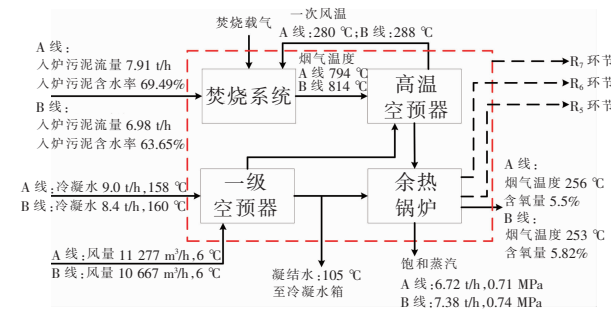 焚烧载气
一次风温
A 线:280 ℃;B 线:288 ℃
A 线:
入炉污泥流量 7.91 t/h
入炉污泥含水率 69.49%
B 线:
入炉污泥流量 6.98 t/h
入炉污泥含水率 63.65%
焚烧系统
烟气温度
A 线 794 ℃
B 线 814 ℃
高温
空预器
R7 环节
R6 环节
R5 环节
A 线:冷凝水 9.0 t/h,158 ℃
B 线:冷凝水 8.4 t/h,160 ℃
一级
空预器
余热
锅炉
A 线:
烟气温度 256 ℃
含氧量 5.5%
B 线:
烟气温度 253 ℃
含氧量 5.82%
A 线:风量 11 277 m³/h,6 ℃
B 线:风量 10 667 m³/h,6 ℃
凝结水:105 ℃
至冷凝水箱
饱和蒸汽
A 线:6.72 t/h,0.71 MPa
B 线:7.38 t/h,0.74 MPa